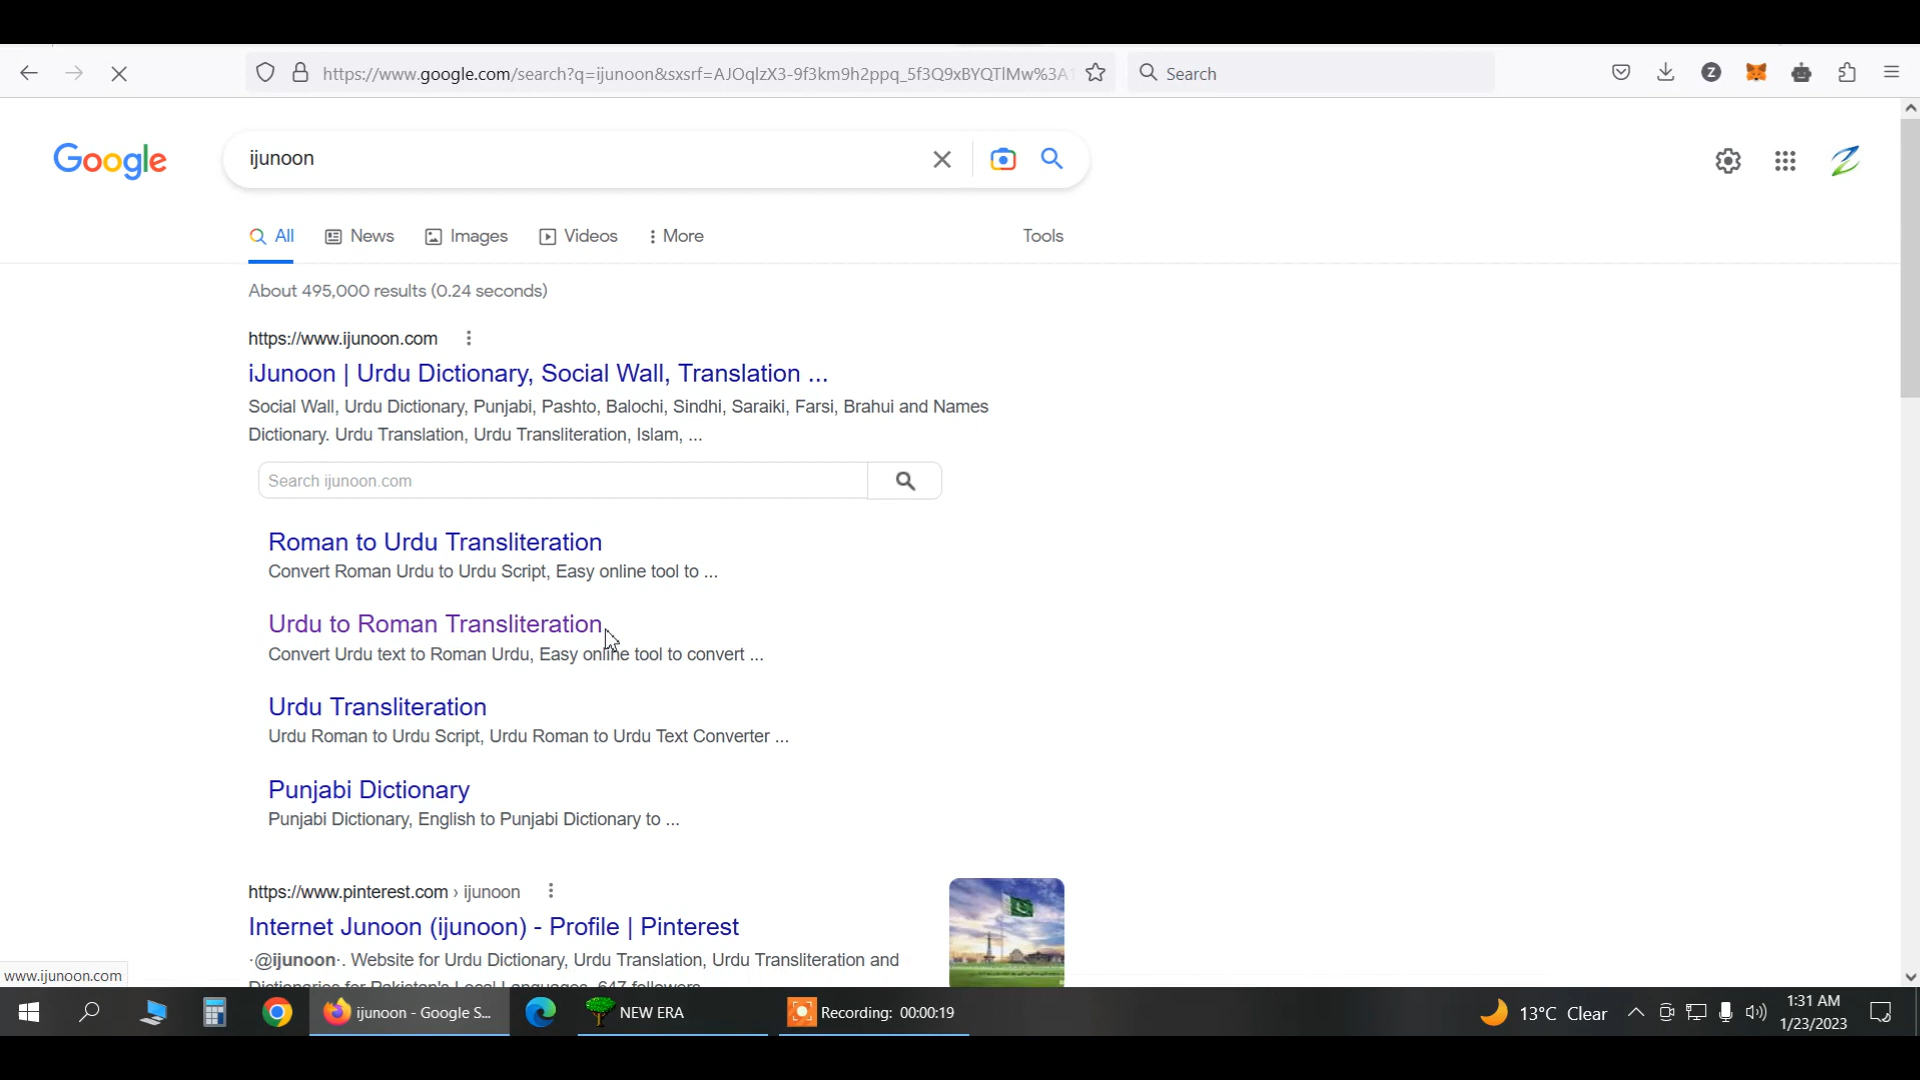 https://www.google.com/search?q=ijunoon&sxsrf=AJOqlzX3-9f3km9h2ppq_5f3Q9xBYQTlMw%3A1
Search
Google
ijunoon
All
News
Images
Videos
More
Tools
About 495,000 results (0.24 seconds)
https://www.ijunoon.com
iJunoon | Urdu Dictionary, Social Wall, Translation ...
Social Wall, Urdu Dictionary, Punjabi, Pashto, Balochi, Sindhi, Saraiki, Farsi, Brahui and Names
Dictionary. Urdu Translation, Urdu Transliteration, Islam, ...
Search ijunoon.com
Roman to Urdu Transliteration
Convert Roman Urdu to Urdu Script, Easy online tool to ...
Urdu to Roman Transliteration
Convert Urdu text to Roman Urdu, Easy online tool to convert ...
Urdu Transliteration
Urdu Roman to Urdu Script, Urdu Roman to Urdu Text Converter ...
Punjabi Dictionary
Punjabi Dictionary, English to Punjabi Dictionary to ...
https://www.pinterest.com › ijunoon
Internet Junoon (ijunoon) - Profile | Pinterest
·@ijunoon·. Website for Urdu Dictionary, Urdu Translation, Urdu Transliteration and
Dictionaries for Pakistan's Local Languages. 647 followers
www.ijunoon.com
ijunoon - Google S...
NEW ERA
Recording: 00:00:19
13°C Clear
1:31 AM
1/23/2023